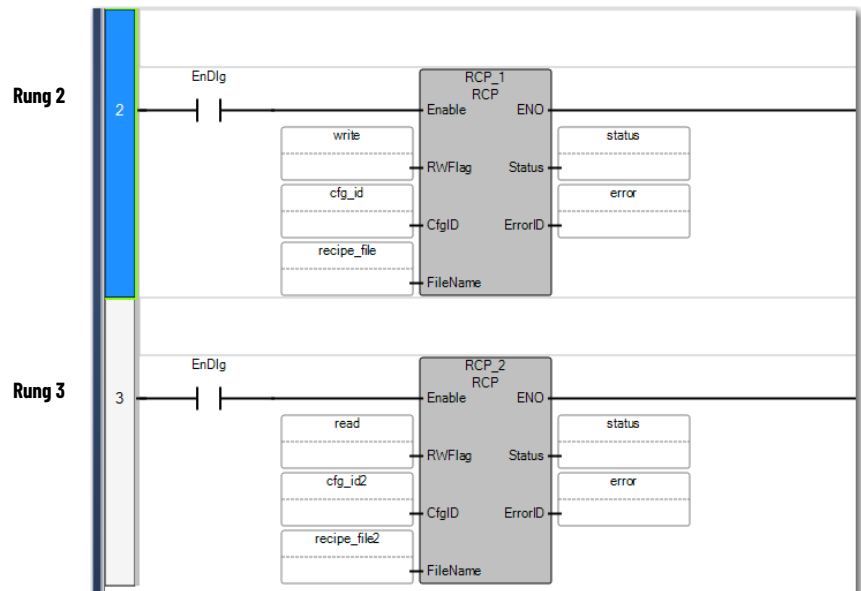 EnDlg
RCP_1
RCP
Rung 2
2
Enable ENO
write status
RWFlag Status
cfg_id error
CfgID ErrorID
recipe_file
FileName
EnDlg
RCP_2
RCP
Rung 3
3
Enable ENO
read status
RWFlag Status
cfg_id2 error
CfgID ErrorID
recipe_file2
FileName